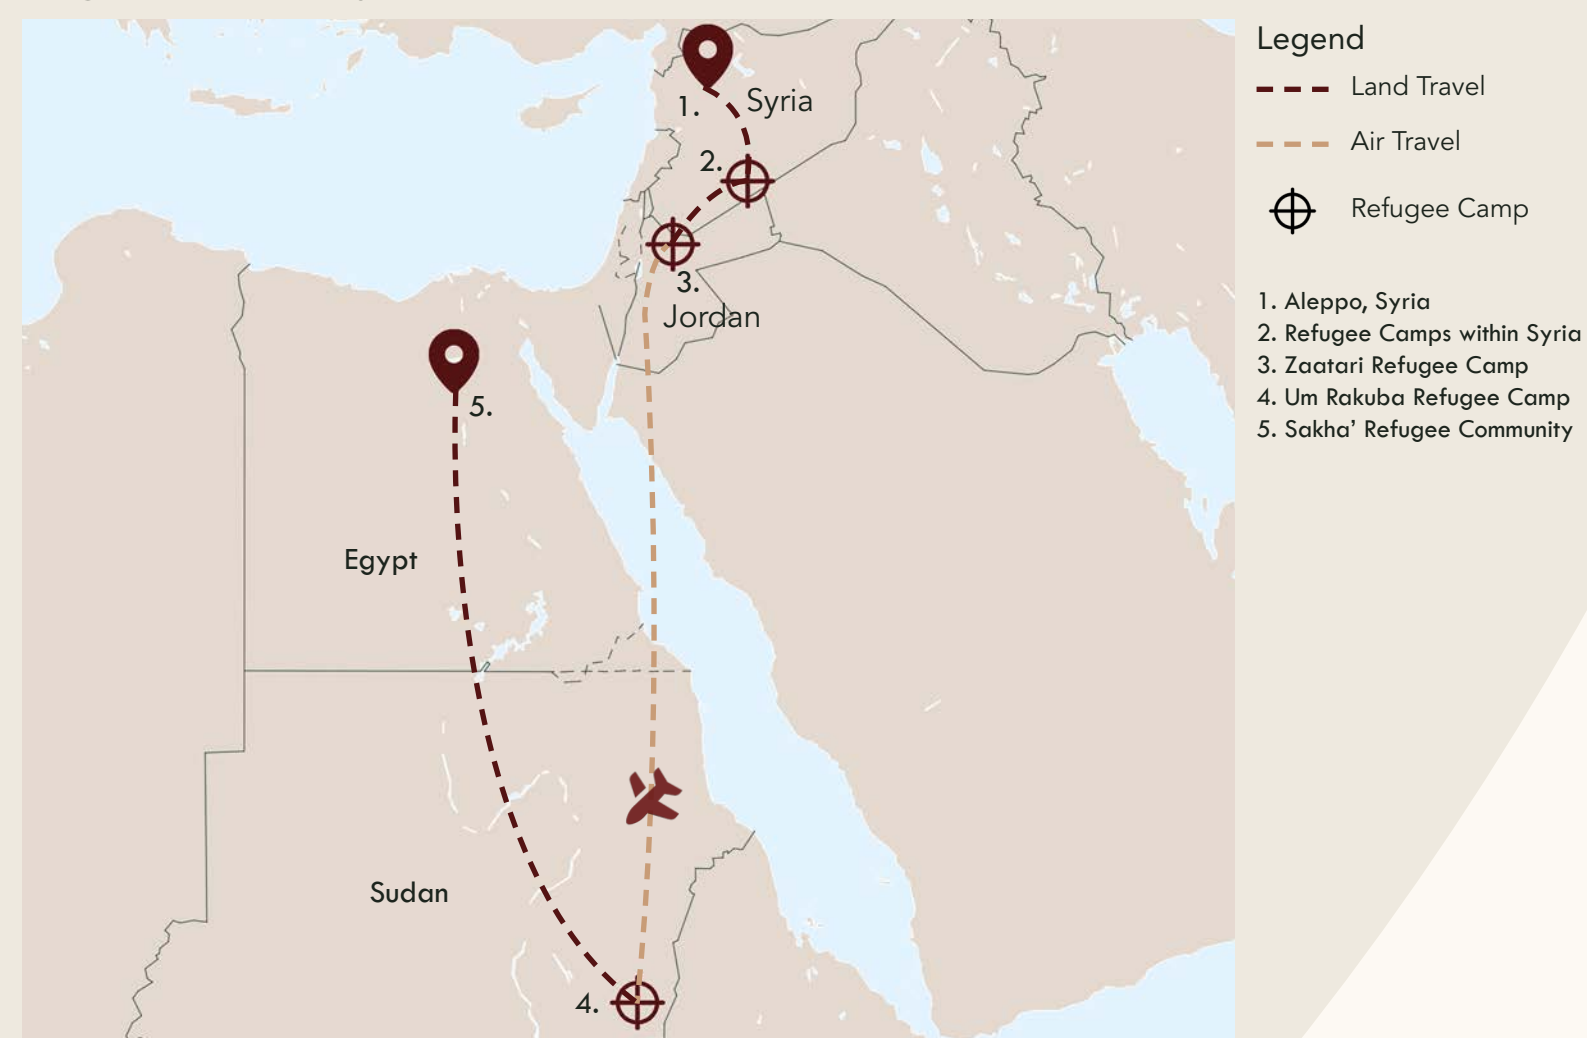 1.
Syria
2.
3.
Jordan
5.
Egypt
Sudan
4.
Legend
Land Travel
Air Travel
Refugee Camp
1. Aleppo, Syria
2. Refugee Camps within Syria
3. Zaatari Refugee Camp
4. Um Rakuba Refugee Camp
5. Sakha’ Refugee Community